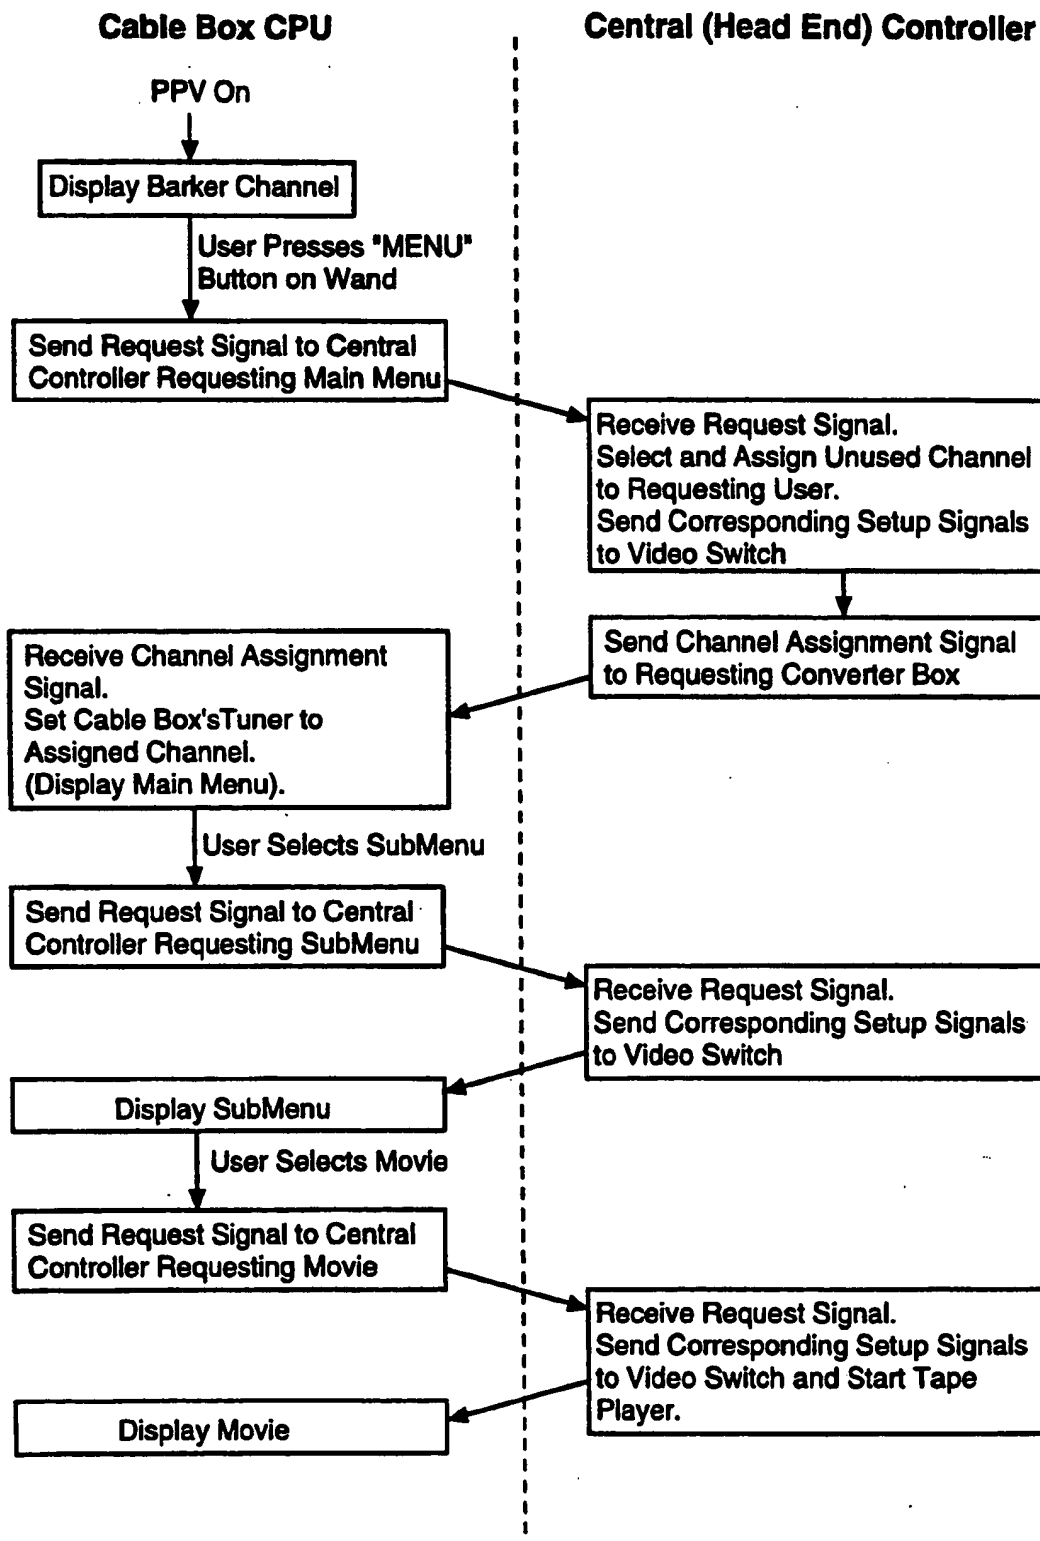 Cable Box CPU
Central (Head End) Controller
PPV On
Display Barker Channel
User Presses "MENU"
Button on Wand
Send Request Signal to Central
Controller Requesting Main Menu
Receive Request Signal.
Select and Assign Unused Channel
to Requesting User.
Send Corresponding Setup Signals
to Video Switch
Send Channel Assignment Signal
to Requesting Converter Box
Receive Channel Assignment
Signal.
Set Cable Box'sTuner to
Assigned Channel.
(Display Main Menu).
User Selects SubMenu
Send Request Signal to Central
Controller Requesting SubMenu
Receive Request Signal.
Send Corresponding Setup Signals
to Video Switch
Display SubMenu
User Selects Movie
Send Request Signal to Central
Controller Requesting Movie
Receive Request Signal.
Send Corresponding Setup Signals
to Video Switch and Start Tape
Player.
Display Movie